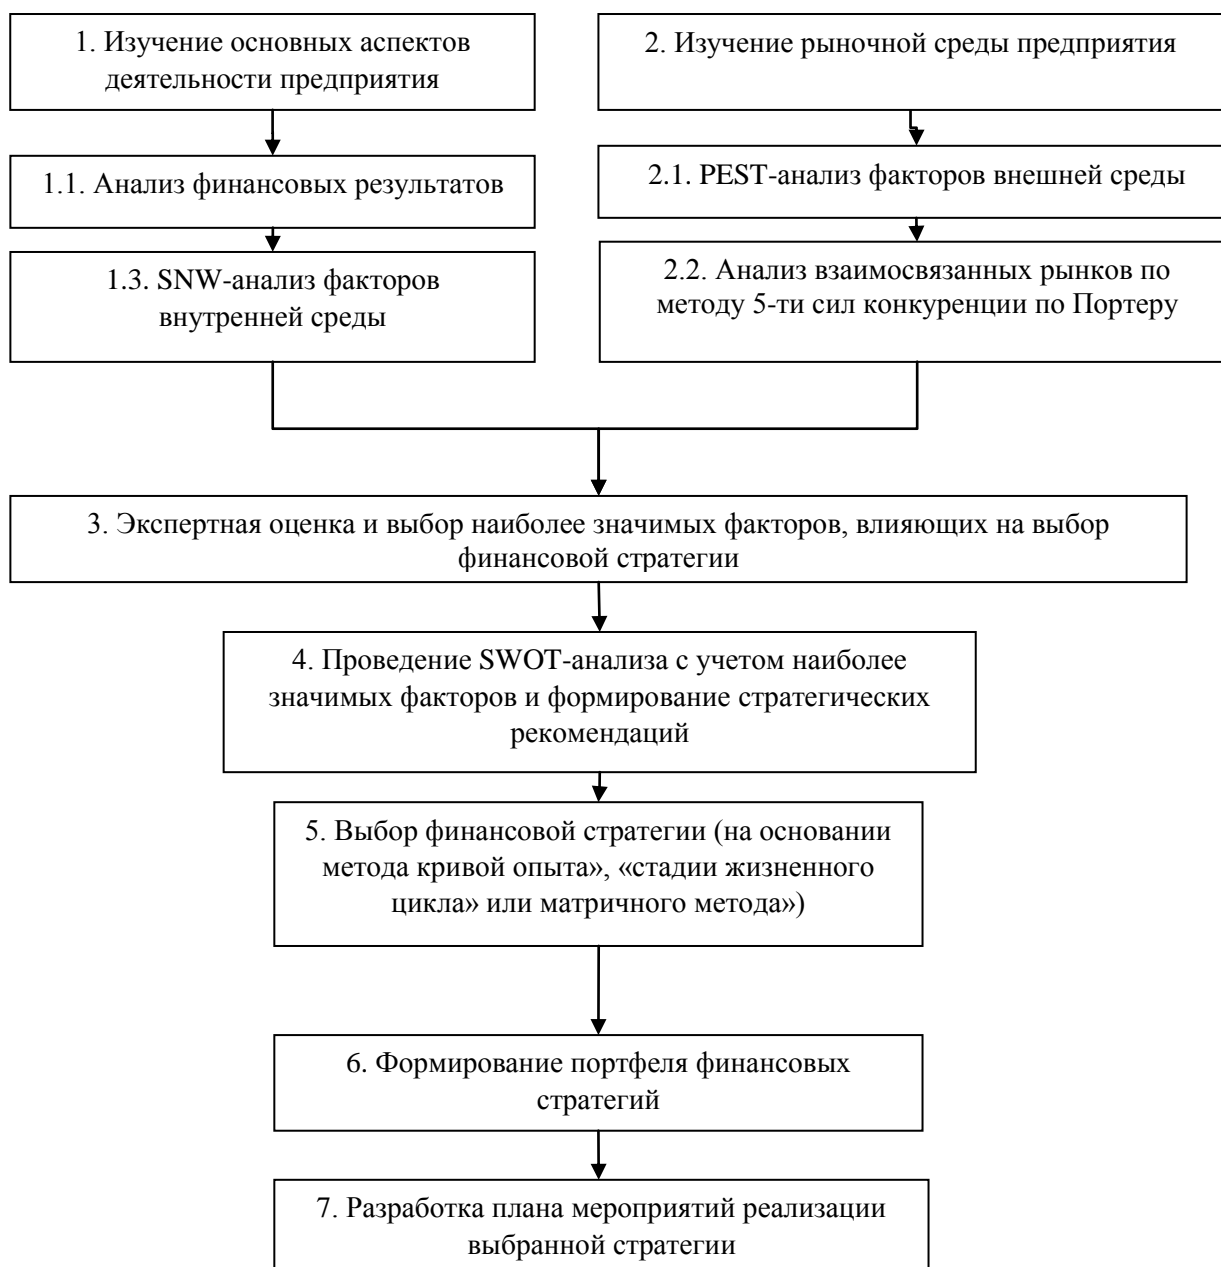 1. Изучение основных аспектов
деятельности предприятия
2. Изучение рыночной среды предприятия
1.1. Анализ финансовых результатов
2.1. PEST-анализ факторов внешней среды
1.3. SNW-анализ факторов
внутренней среды
2.2. Анализ взаимосвязанных рынков по
методу 5-ти сил конкуренции по Портеру
3. Экспертная оценка и выбор наиболее значимых факторов, влияющих на выбор
финансовой стратегии
4. Проведение SWOT-анализа с учетом наиболее
значимых факторов и формирование стратегических
рекомендаций
5. Выбор финансовой стратегии (на основании
метода кривой опыта», «стадии жизненного
цикла» или матричного метода»)
6. Формирование портфеля финансовых
стратегий
7. Разработка плана мероприятий реализации
выбранной стратегии